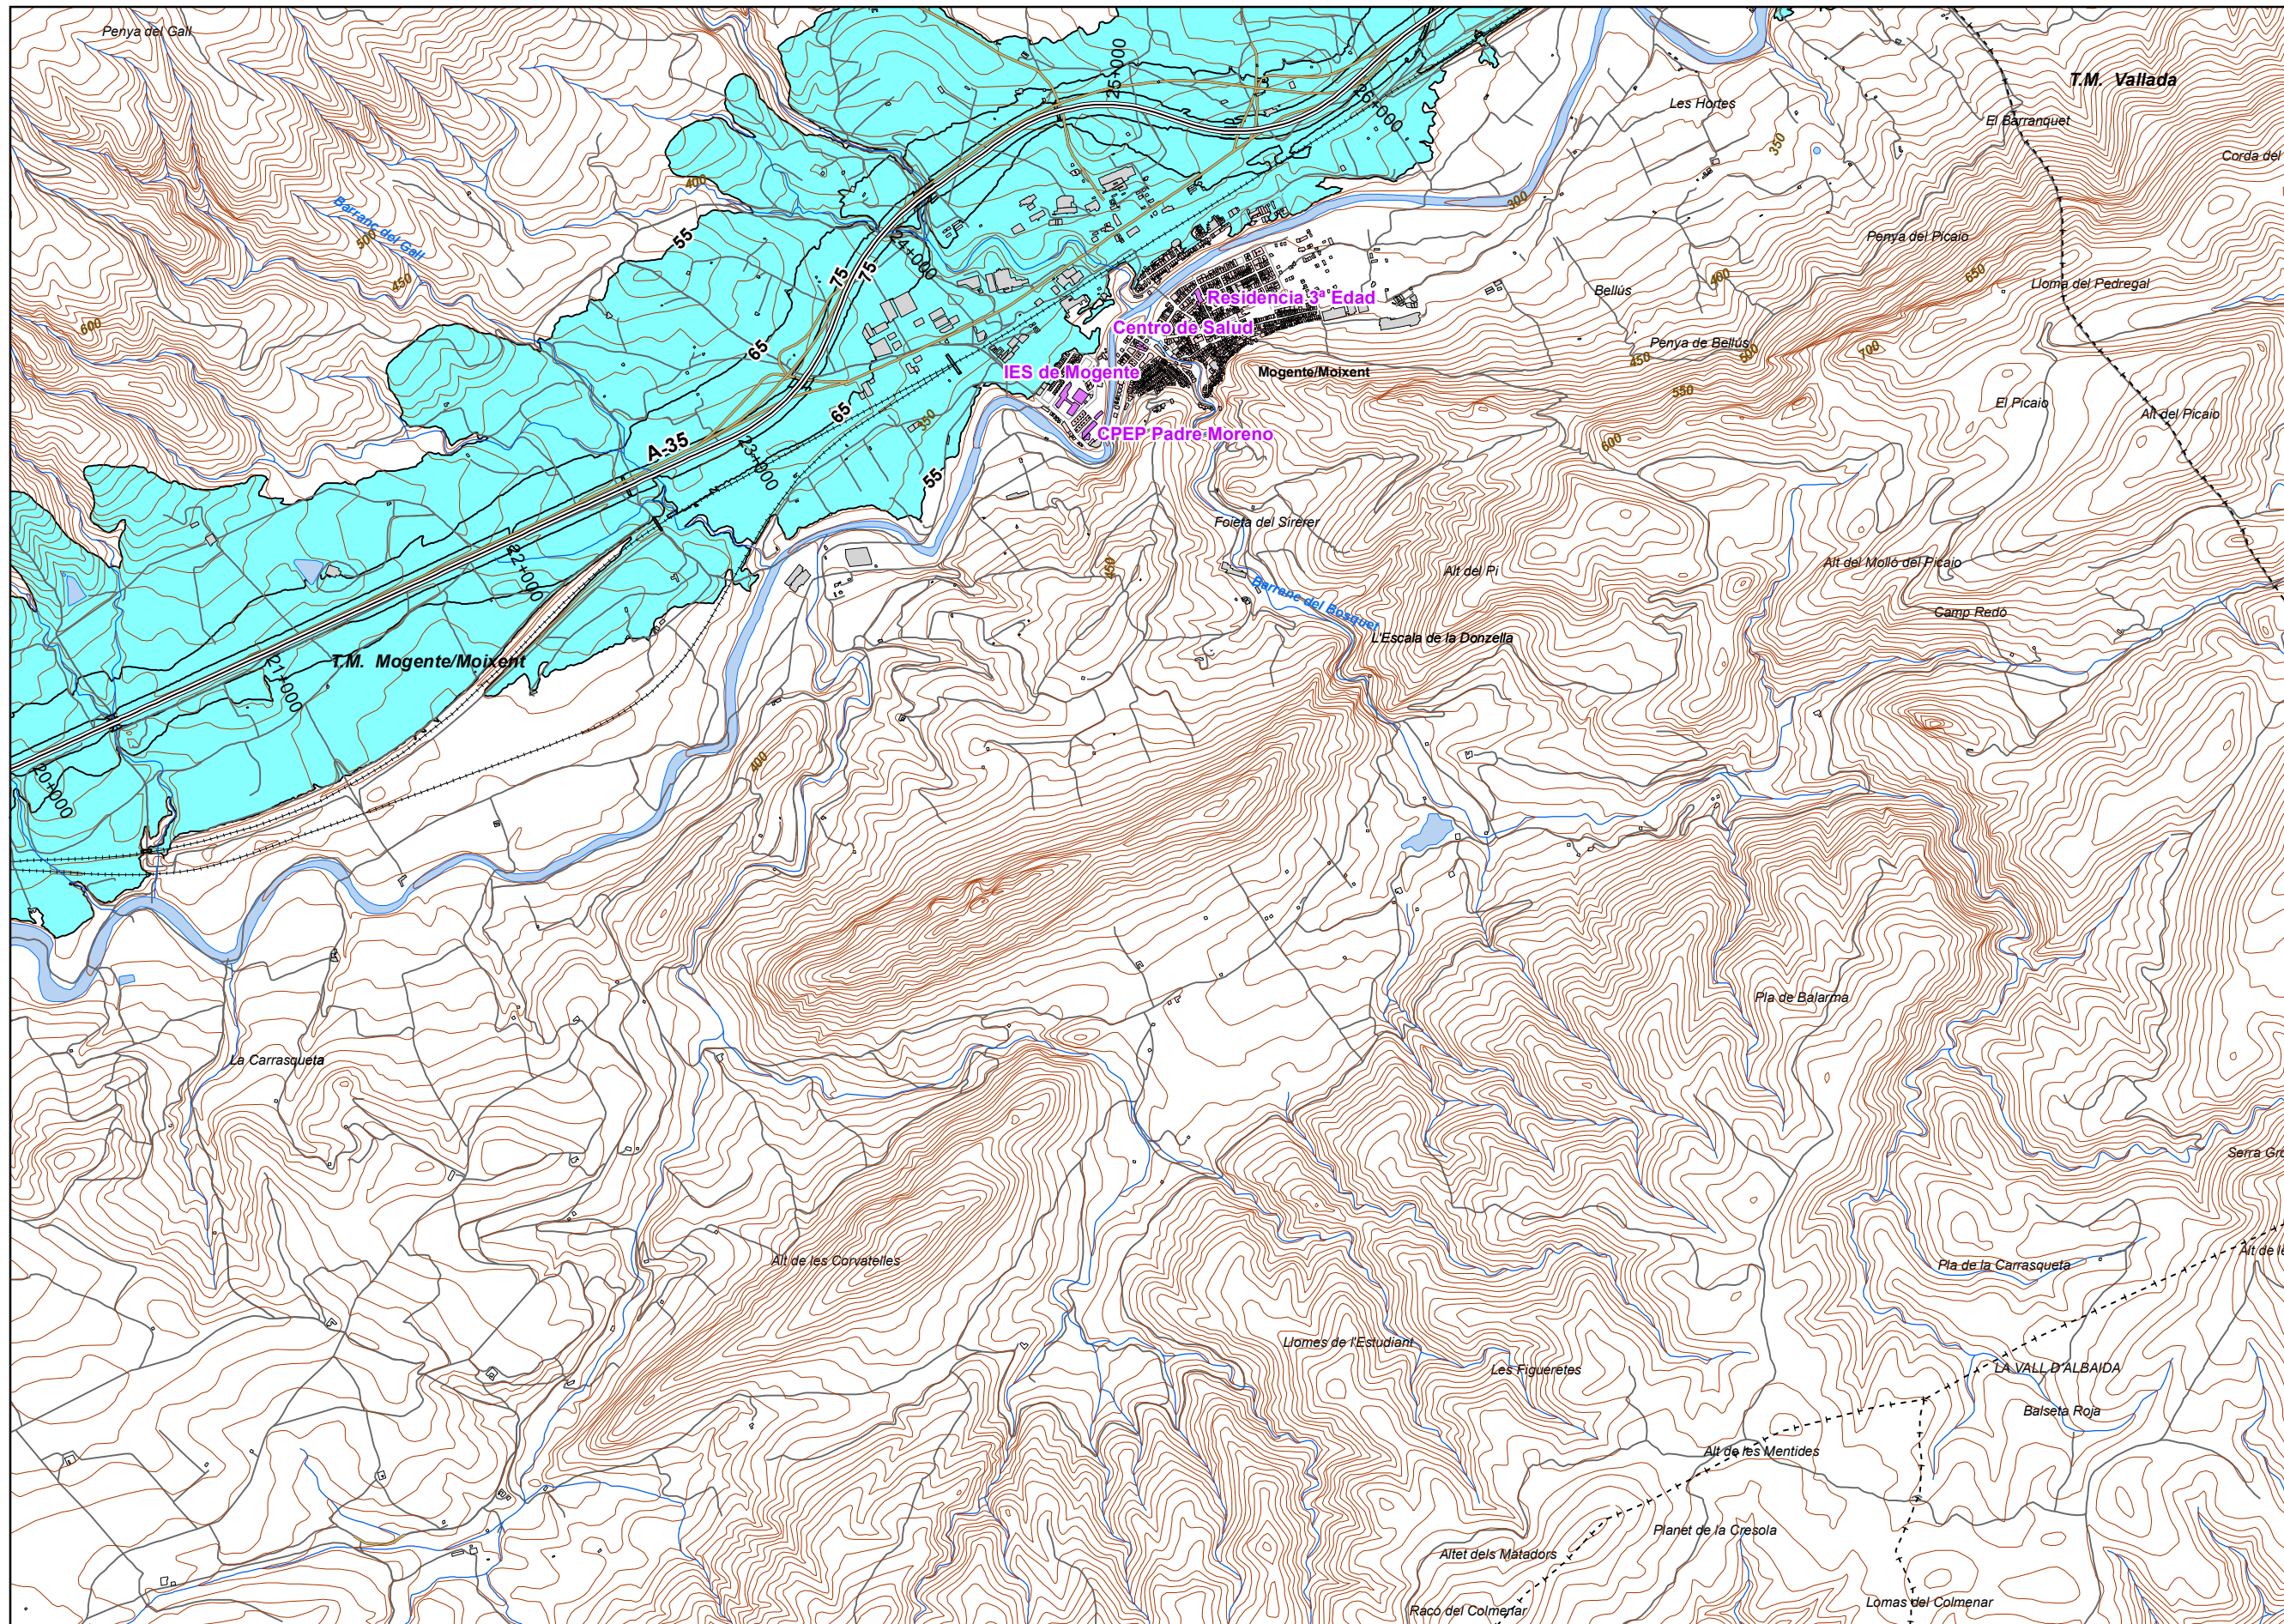 Penya del Gall
T.M. Vallada
25+000
26+000
Les Hortes
El Barranquet
350
Corda del
400
Barranc del Gall
300
500
55
24+000
Penya del Picaio
450
75
75
400
650
Bellús
Lloma del Pedregal
Residencia 3ª Edad
600
Centro de Salud
Penya de Bellús
65
450
500
700
IES de Mogente
Mogente/Moixent
550
El Picaio
65
350
Alt del Picaio
CPEP Padre Moreno
A-35
23+000
600
55
Foieta del Sirerer
22+000
450
Alt del Pi
Alt del Molló del Picaio
Barranc del Bosquet
Camp Redó
L'Escala de la Donzella
T.M. Mogente/Moixent
21+000
400
20+000
Pla de Balarma
La Carrasqueta
Serra Gro
Alt de les Corvatelles
Alt de le
Pla de la Carrasqueta
Llomes de l'Estudiant
Les Figueretes
LA VALL D'ALBAIDA
Balseta Roja
Alt de les Mentides
Planet de la Cresola
Altet dels Matadors
Racó del Colmenar
Lomas del Colmenar